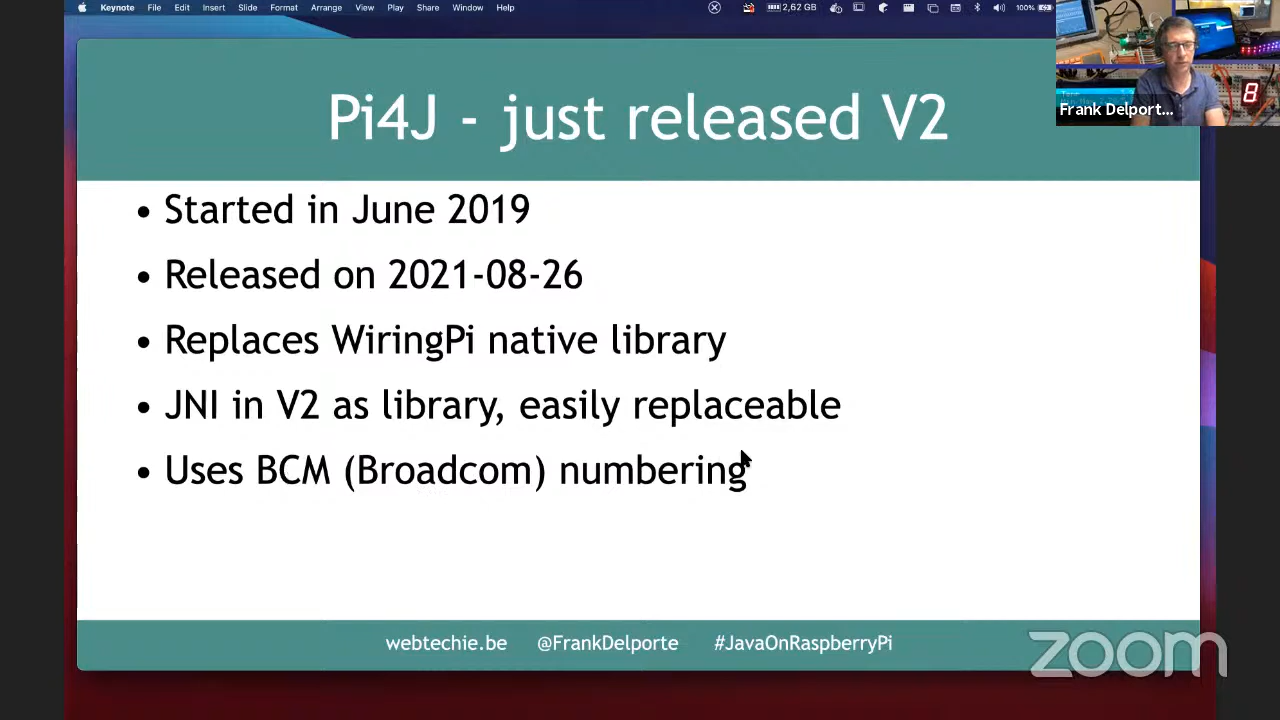 Keynote File Edit Insert Slide Format Arrange View Play Share Window Help 2,62 GB 100%
Frank Delport...
8
Pi4J - just released V2
• Started in June 2019
• Released on 2021-08-26
• Replaces WiringPi native library
• JNI in V2 as library, easily replaceable
• Uses BCM (Broadcom) numbering
webtechie.be @FrankDelporte #JavaOnRaspberryPi
zoom